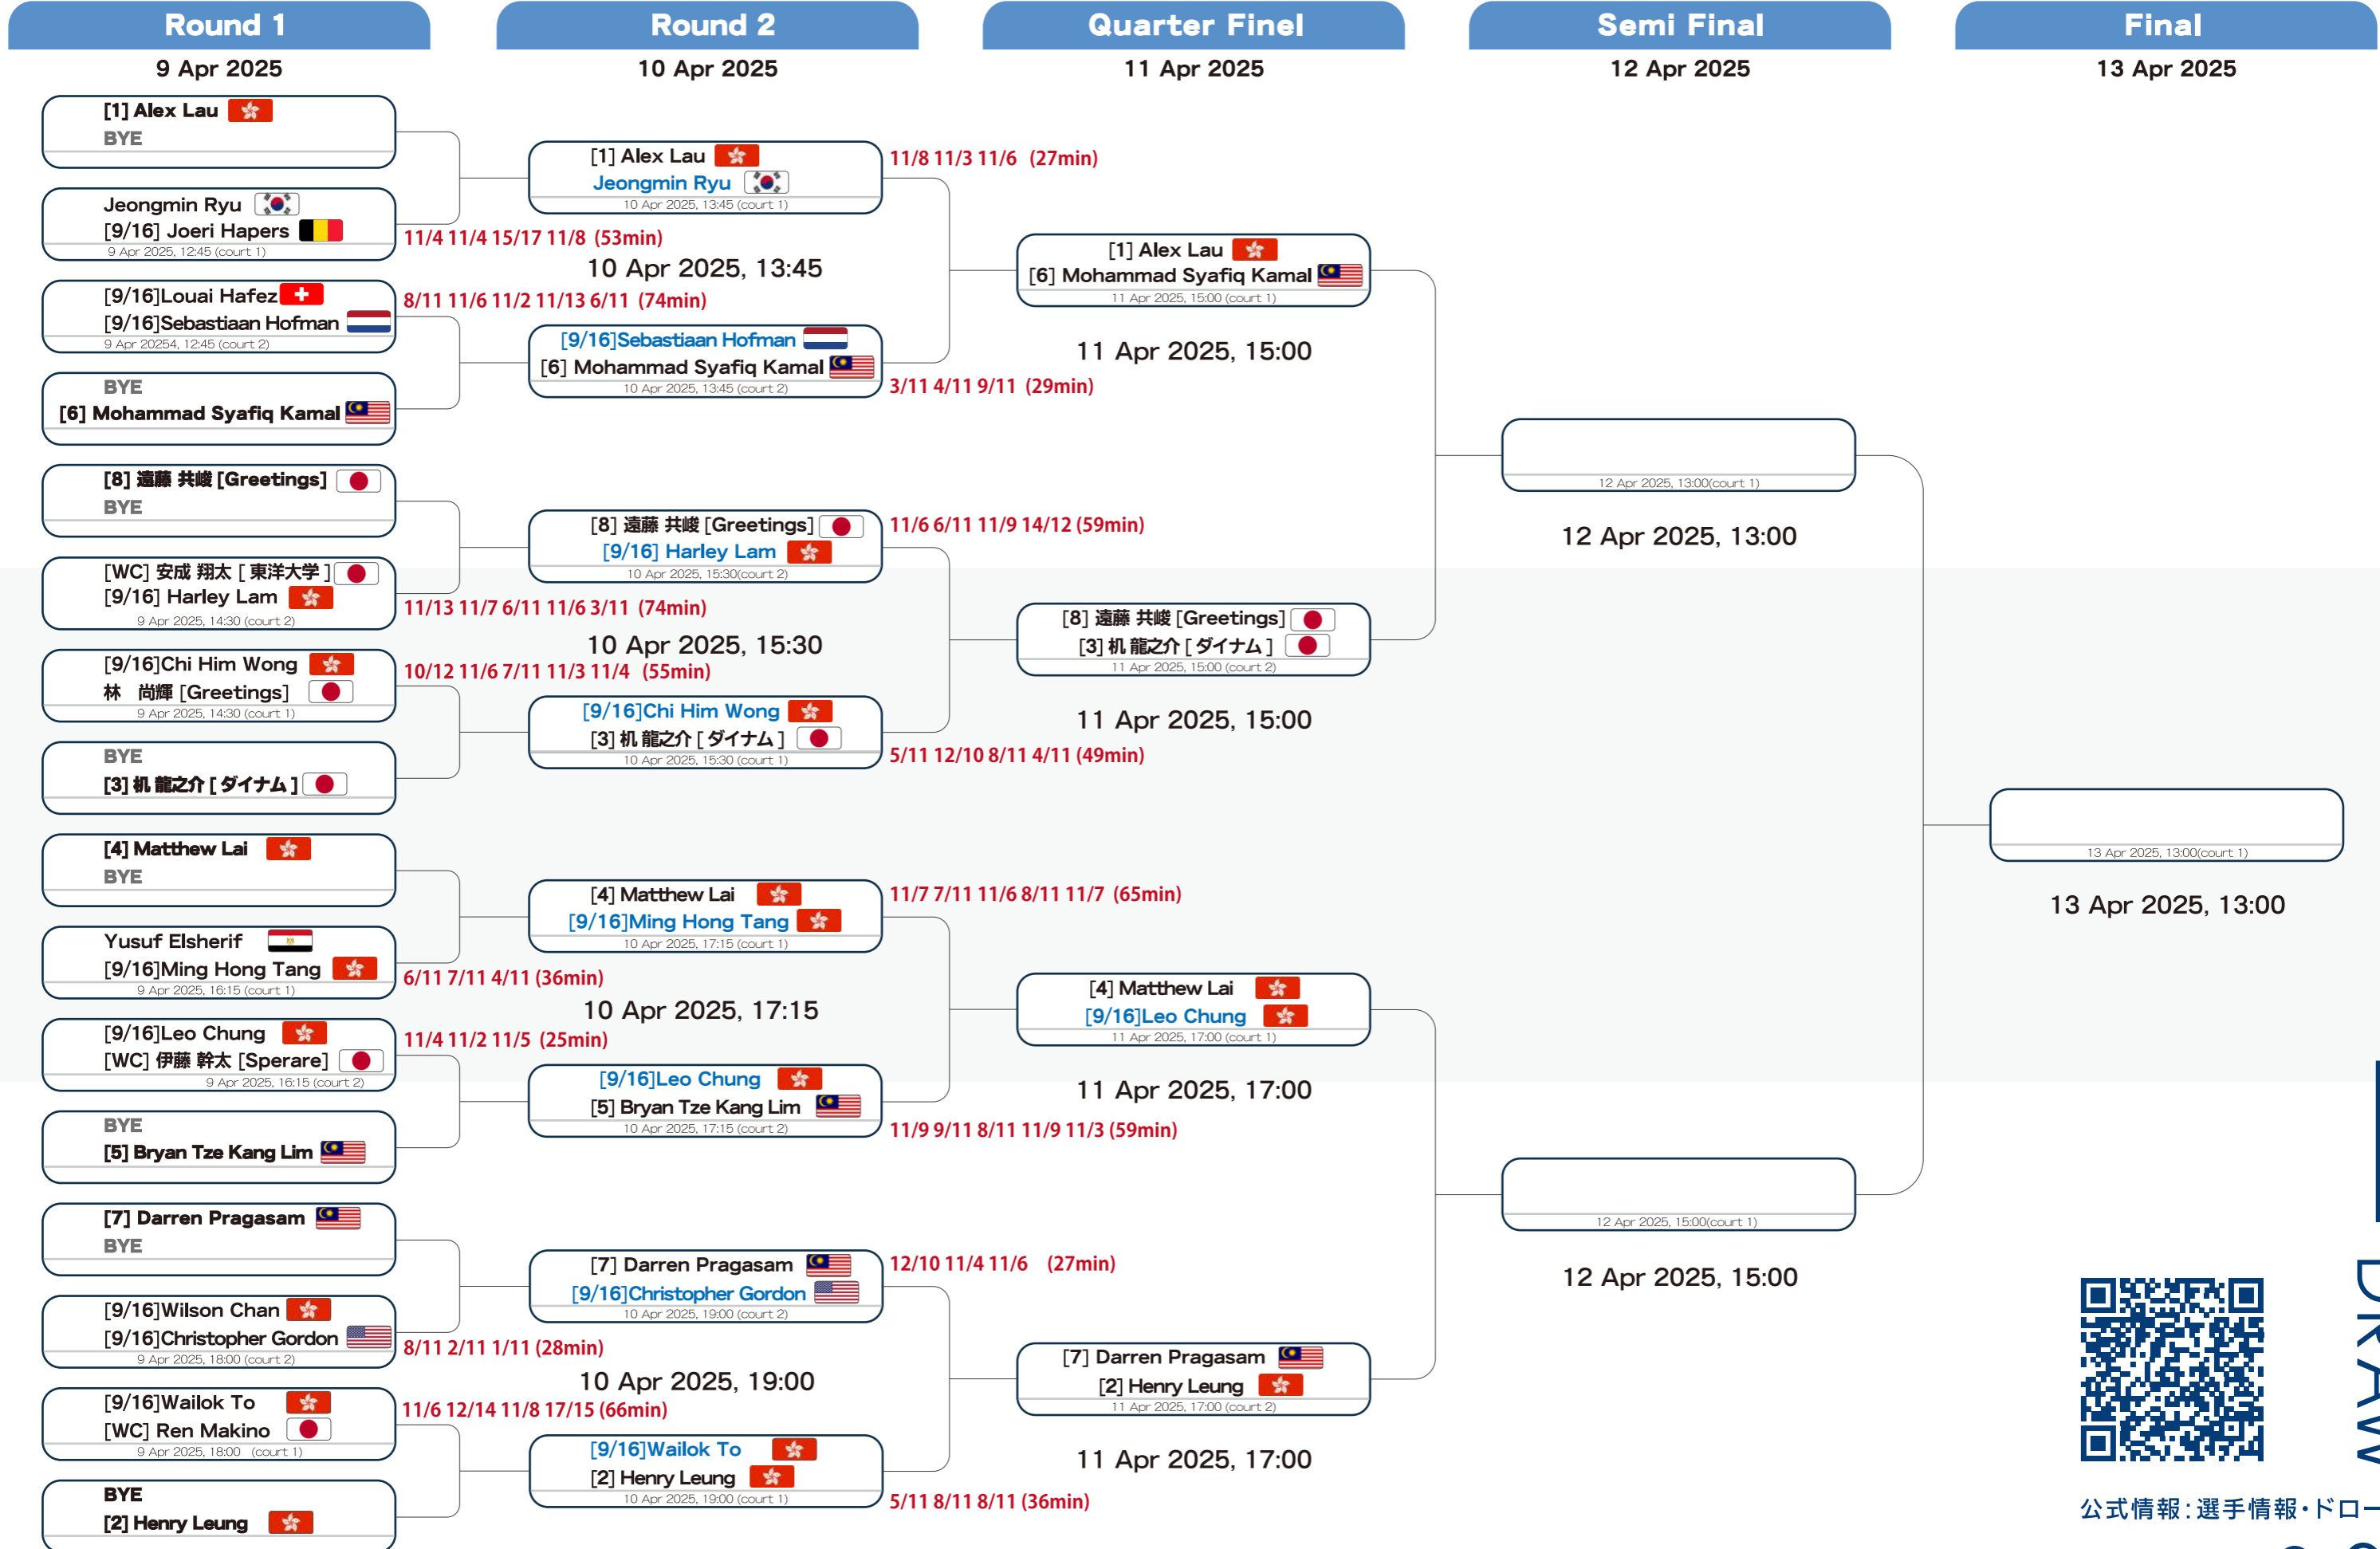 Round 1
9 Apr 2025
[1] Alex Lau
BYE
Jeongmin Ryu
[9/16] Joeri Hapers
9 Apr 2025, 12:45 (court 1)
11/4 11/4 15/17 11/8 (53min)
[9/16]Louai Hafez
[9/16]Sebastiaan Hofman
9 Apr 20254, 12:45 (court 2)
8/11 11/6 11/2 11/13 6/11 (74min)
BYE
[6] Mohammad Syafiq Kamal
[8] 遠藤 共峻 [Greetings]
BYE
[WC] 安成 翔太 [ 東洋大学 ]
[9/16] Harley Lam
9 Apr 2025, 14:30 (court 2)
11/13 11/7 6/11 11/6 3/11 (74min)
[9/16]Chi Him Wong
林 尚輝 [Greetings]
9 Apr 2025, 14:30 (court 1)
10/12 11/6 7/11 11/3 11/4 (55min)
BYE
[3] 机 龍之介 [ ダイナム ]
[4] Matthew Lai
BYE
Yusuf Elsherif
[9/16]Ming Hong Tang
9 Apr 2025, 16:15 (court 1)
6/11 7/11 4/11 (36min)
[9/16]Leo Chung
[WC] 伊藤 幹太 [Sperare]
9 Apr 2025, 16:15 (court 2)
11/4 11/2 11/5 (25min)
BYE
[5] Bryan Tze Kang Lim
[7] Darren Pragasam
BYE
[9/16]Wilson Chan
[9/16]Christopher Gordon
9 Apr 2025, 18:00 (court 2)
8/11 2/11 1/11 (28min)
[9/16]Wailok To
[WC] Ren Makino
9 Apr 2025, 18:00 (court 1)
11/6 12/14 11/8 17/15 (66min)
BYE
[2] Henry Leung
Round 2
10 Apr 2025
[1] Alex Lau
Jeongmin Ryu
10 Apr 2025, 13:45 (court 1)
11/8 11/3 11/6 (27min)
10 Apr 2025, 13:45
[9/16]Sebastiaan Hofman
[6] Mohammad Syafiq Kamal
10 Apr 2025, 13:45 (court 2)
3/11 4/11 9/11 (29min)
[8] 遠藤 共峻 [Greetings]
[9/16] Harley Lam
10 Apr 2025, 15:30(court 2)
11/6 6/11 11/9 14/12 (59min)
10 Apr 2025, 15:30
[9/16]Chi Him Wong
[3] 机 龍之介 [ ダイナム ]
10 Apr 2025, 15:30 (court 1)
5/11 12/10 8/11 4/11 (49min)
[4] Matthew Lai
[9/16]Ming Hong Tang
10 Apr 2025, 17:15 (court 1)
11/7 7/11 11/6 8/11 11/7 (65min)
10 Apr 2025, 17:15
[9/16]Leo Chung
[5] Bryan Tze Kang Lim
10 Apr 2025, 17:15 (court 2)
11/9 9/11 8/11 11/9 11/3 (59min)
[7] Darren Pragasam
[9/16]Christopher Gordon
10 Apr 2025, 19:00 (court 2)
12/10 11/4 11/6 (27min)
10 Apr 2025, 19:00
[9/16]Wailok To
[2] Henry Leung
10 Apr 2025, 19:00 (court 1)
5/11 8/11 8/11 (36min)
Quarter Finel
11 Apr 2025
[1] Alex Lau
[6] Mohammad Syafiq Kamal
11 Apr 2025, 15:00 (court 1)
11 Apr 2025, 15:00
[8] 遠藤 共峻 [Greetings]
[3] 机 龍之介 [ ダイナム ]
11 Apr 2025, 15:00 (court 2)
11 Apr 2025, 15:00
[4] Matthew Lai
[9/16]Leo Chung
11 Apr 2025, 17:00 (court 1)
11 Apr 2025, 17:00
[7] Darren Pragasam
[2] Henry Leung
11 Apr 2025, 17:00 (court 2)
11 Apr 2025, 17:00
Semi Final
12 Apr 2025
12 Apr 2025, 13:00(court 1)
12 Apr 2025, 13:00
12 Apr 2025, 15:00(court 1)
12 Apr 2025, 15:00
Final
13 Apr 2025
13 Apr 2025, 13:00(court 1)
13 Apr 2025, 13:00
DRAW
公式情報:選手情報・ドロー